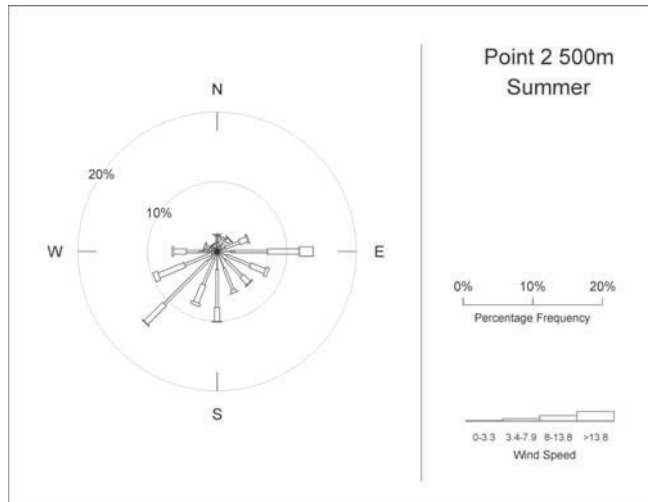 Point 2 500m
Summer
N
20%
10%
W
E
S
0% 10% 20%
Percentage Frequency
0-3.3 3.4-7.9 8-13.8 >13.8
Wind Speed